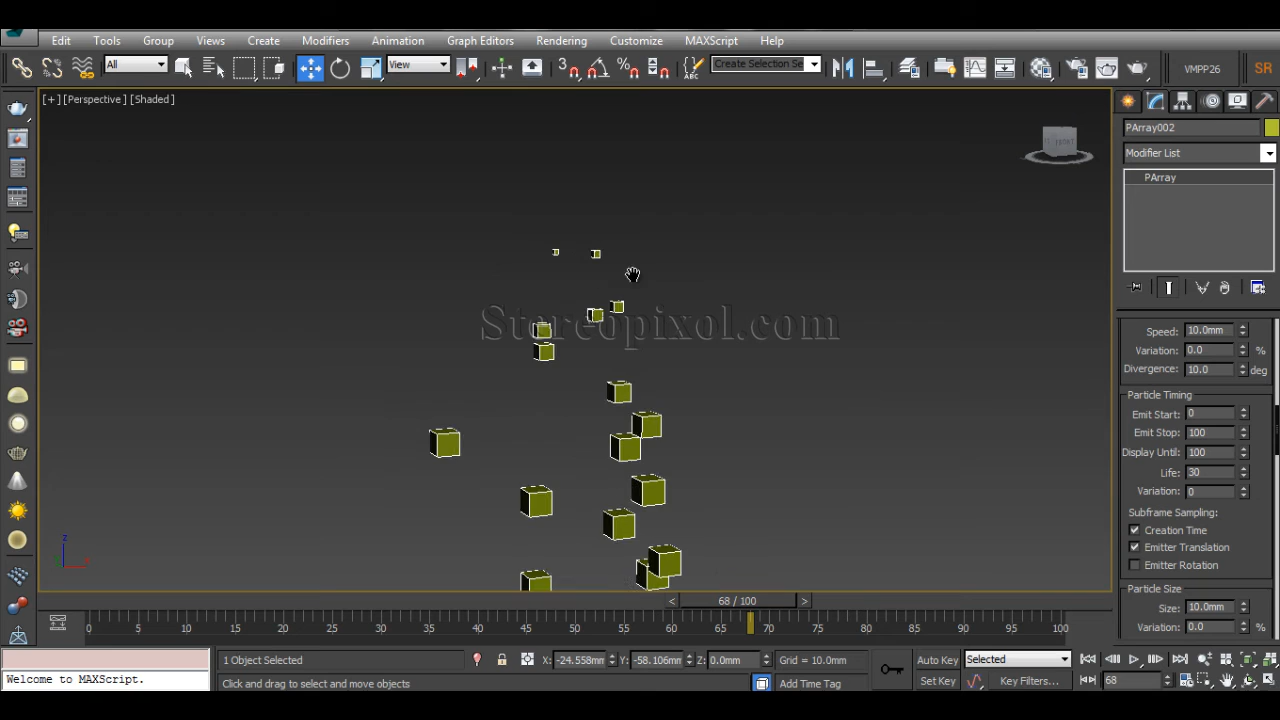 Edit Tools Group Views Create Modifiers Animation Graph Editors Rendering Customize MAXScript Help
All View Create Selection Se VMPP26 SR
[+] [Perspective] [Shaded]
PArray002
Modifier List
PArray
Stereopixol.com
Speed: 10.0mm
Variation: 0.0 %
Divergence: 10.0 deg
Particle Timing
Emit Start: 0
Emit Stop: 100
Display Until: 100
Life: 30
Variation: 0
Subframe Sampling:
Creation Time
Emitter Translation
Emitter Rotation
Particle Size
Size: 10.0mm
Variation: 0.0 %
z
< 68 / 100 >
0 5 10 15 20 25 30 35 40 45 50 55 60 65 70 75 80 85 90 95 100
1 Object Selected X: -24.558mm Y: -58.106mm Z: 0.0mm Grid = 10.0mm Auto Key Selected
Welcome to MAXScript. Click and drag to select and move objects Add Time Tag Set Key Key Filters... 68